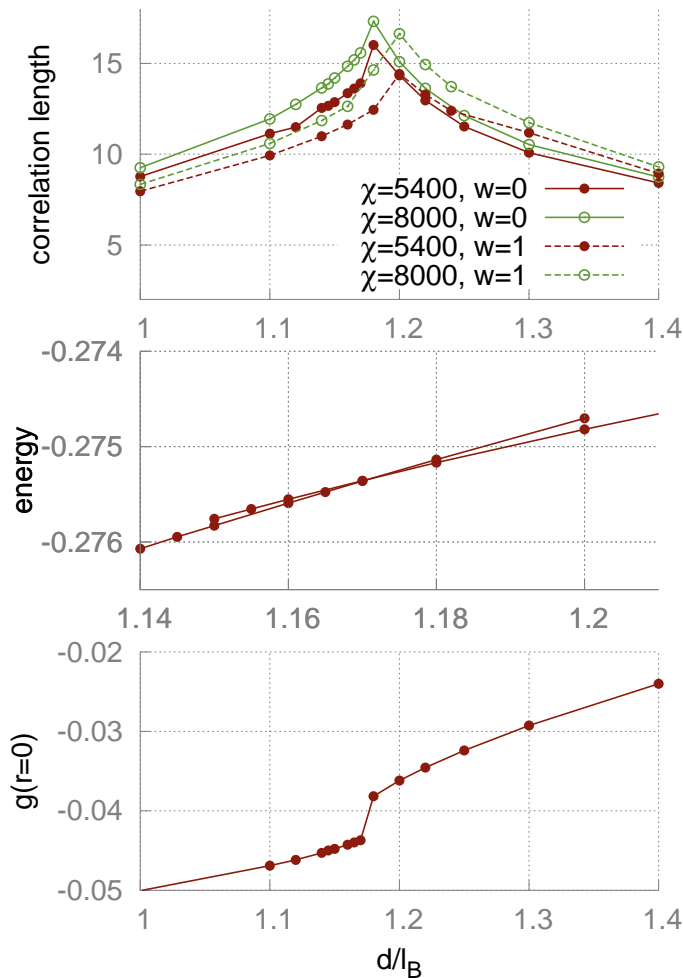 correlation length
15
10
5
χ=5400, w=0
χ=8000, w=0
χ=5400, w=1
χ=8000, w=1
1 1.1 1.2 1.3 1.4
energy
-0.274
-0.275
-0.276
1.14 1.16 1.18 1.2
g(r=0)
-0.02
-0.03
-0.04
-0.05
1 1.1 1.2 1.3 1.4
d/l_B